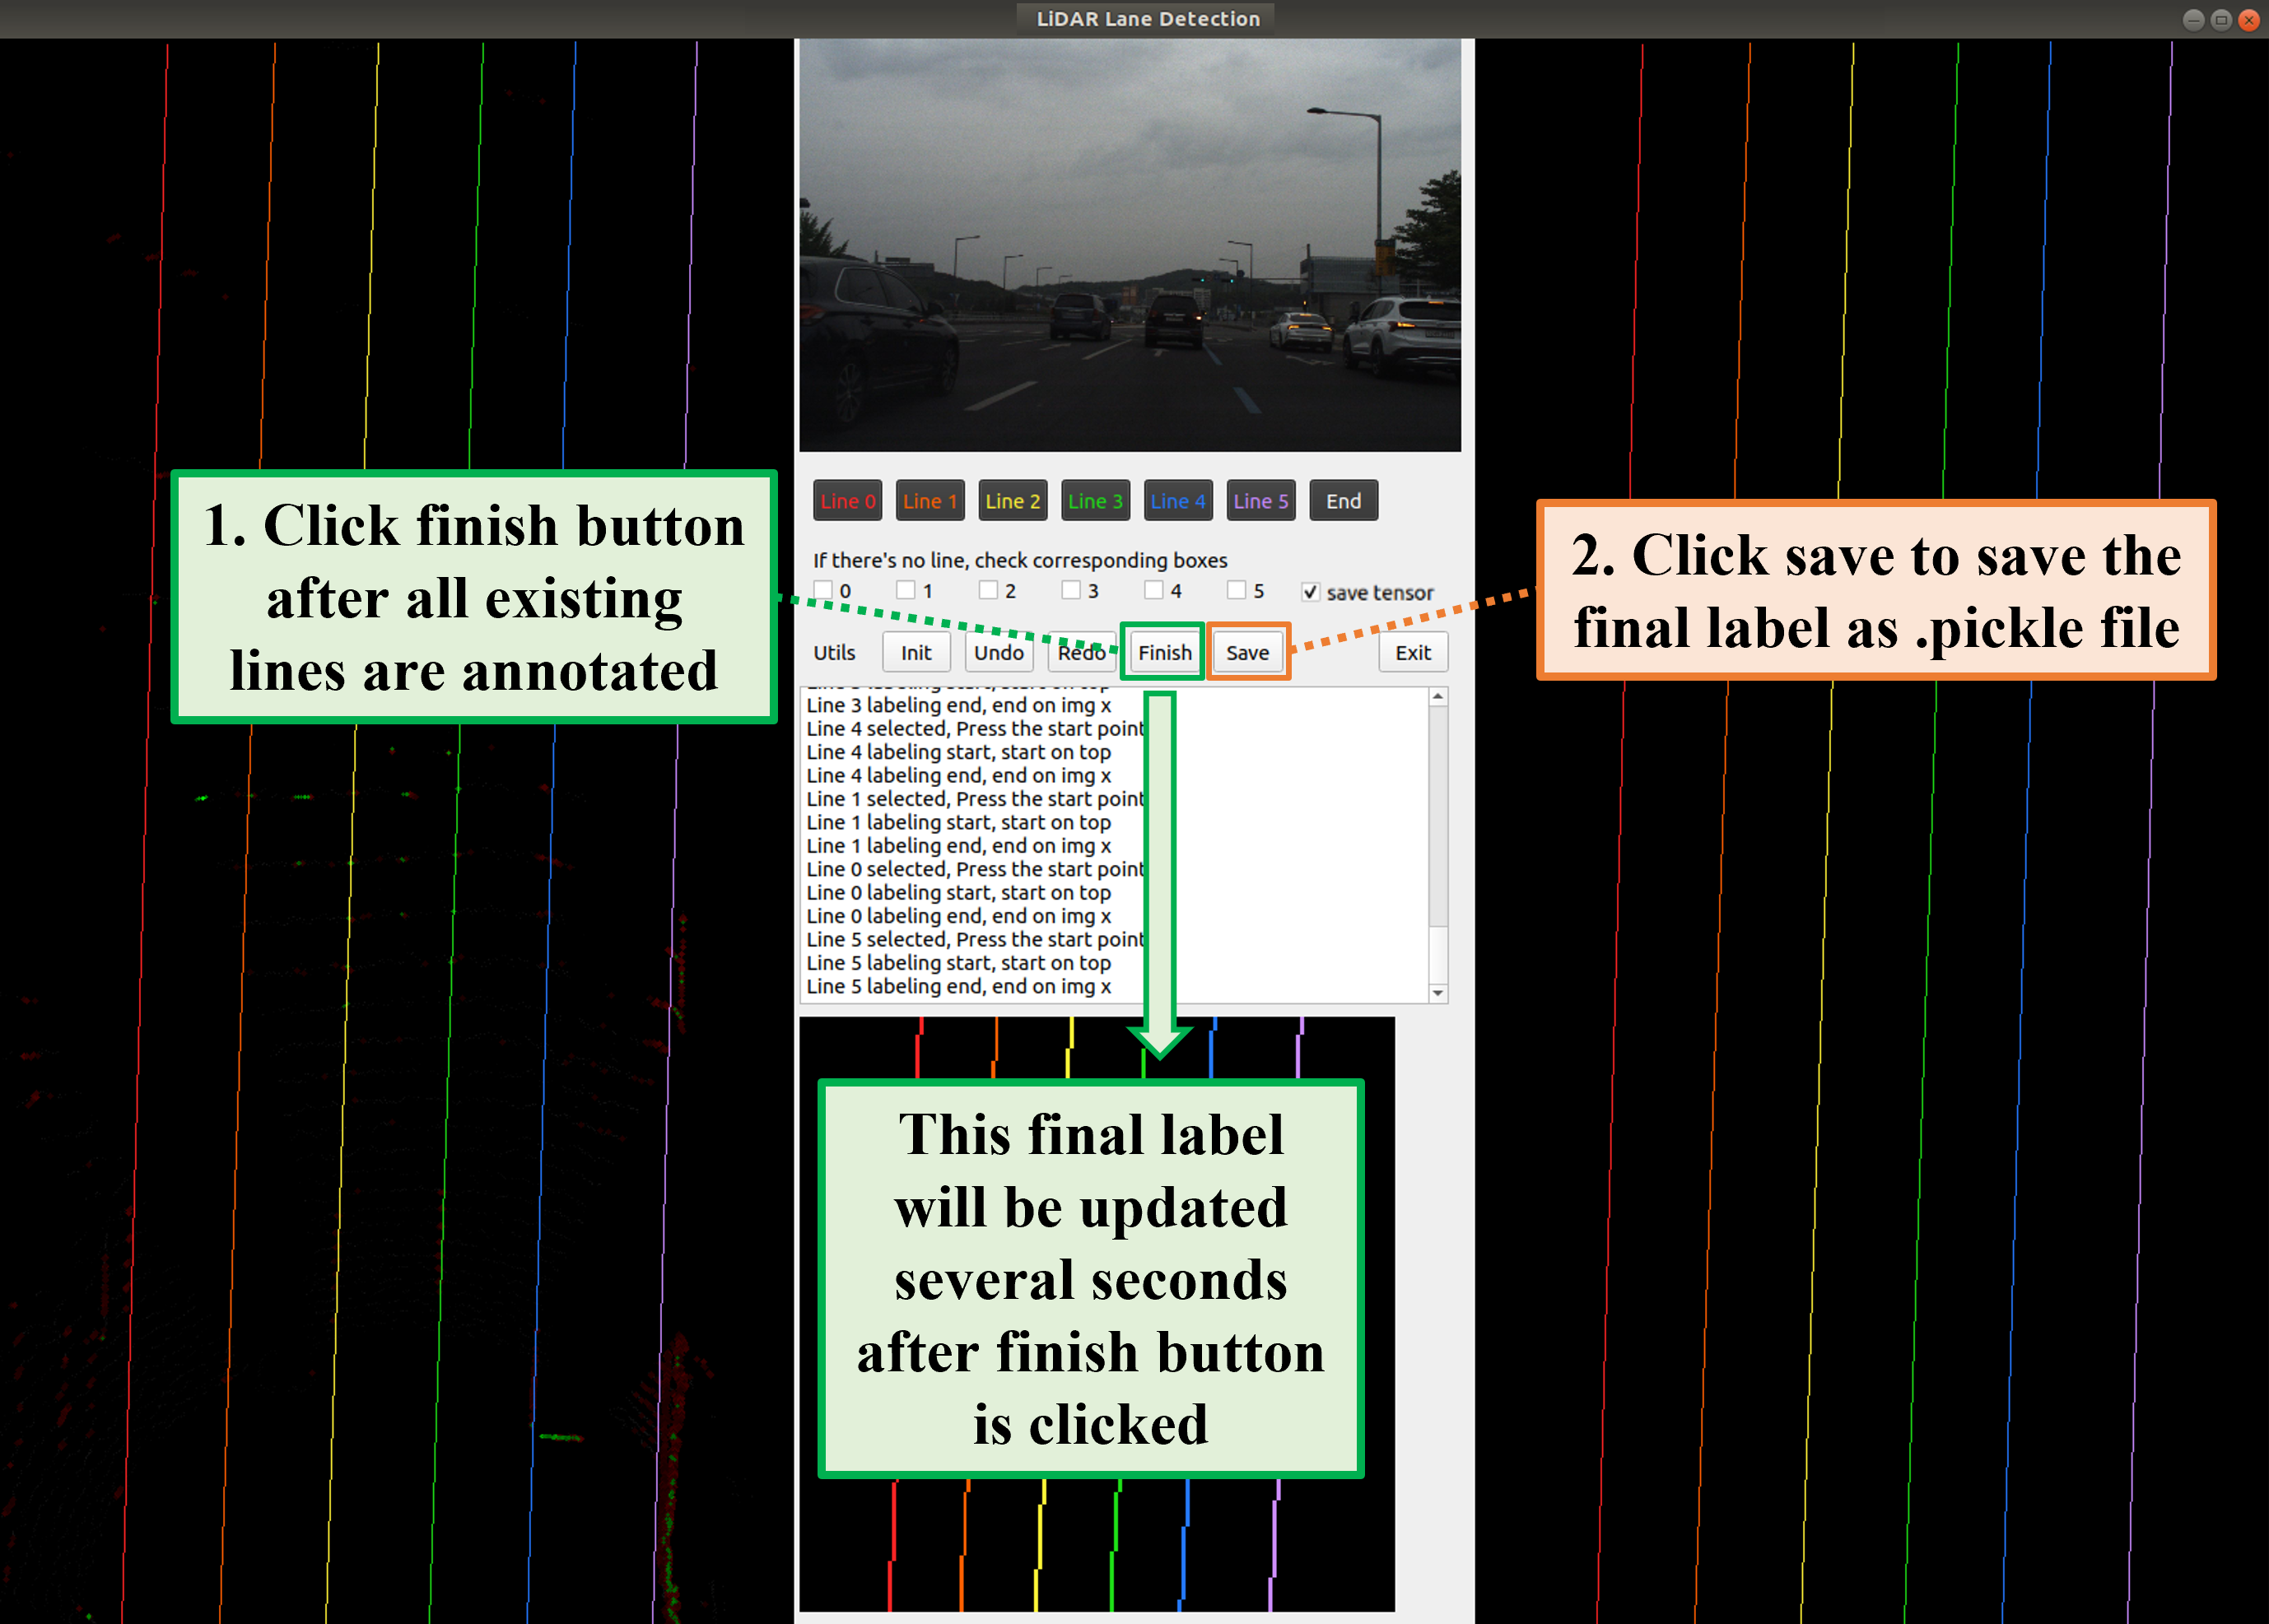 LiDAR Lane Detection
Line 0 Line 1 Line 2 Line 3 Line 4 Line 5 End
If there's no line, check corresponding boxes
0 1 2 3 4 5 save tensor
Utils Init Undo Redo Finish Save Exit
1. Click finish button
after all existing
lines are annotated
2. Click save to save the
final label as .pickle file
Line 3 labeling end, end on img x
Line 4 selected, Press the start point
Line 4 labeling start, start on top
Line 4 labeling end, end on img x
Line 1 selected, Press the start point
Line 1 labeling start, start on top
Line 1 labeling end, end on img x
Line 0 selected, Press the start point
Line 0 labeling start, start on top
Line 0 labeling end, end on img x
Line 5 selected, Press the start point
Line 5 labeling start, start on top
Line 5 labeling end, end on img x
This final label
will be updated
several seconds
after finish button
is clicked